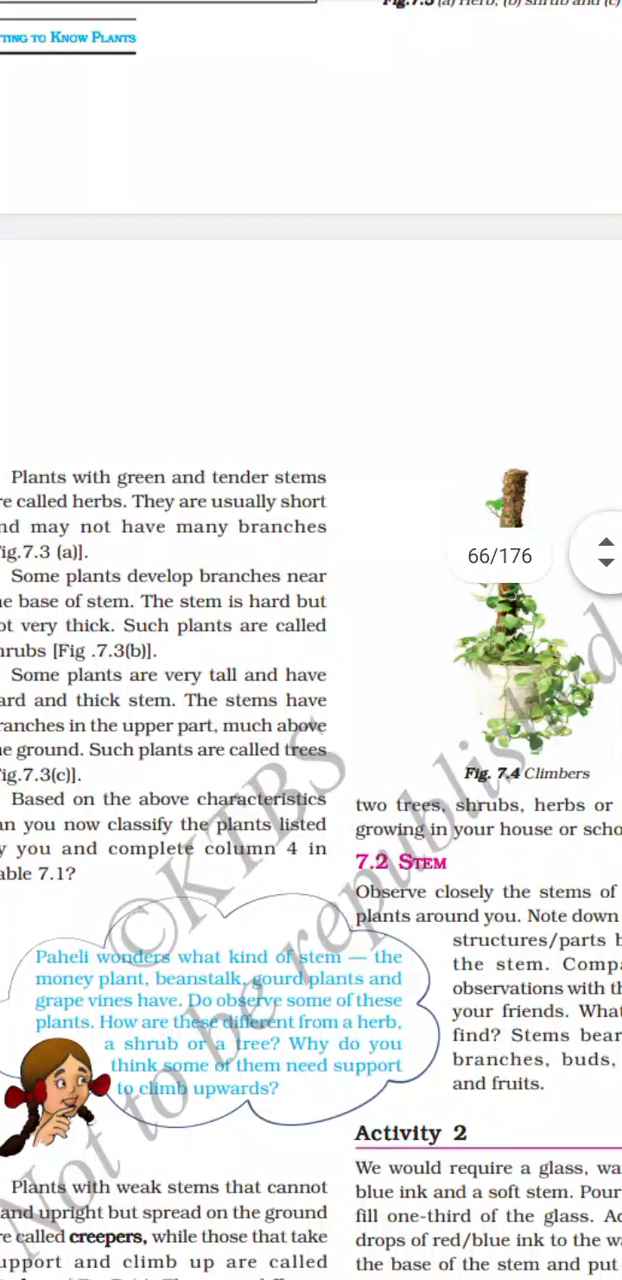 Fig.7.3 (a) Herb, (b) shrub and (c)
TING TO KNOW PLANTS
Plants with green and tender stems
re called herbs. They are usually short
nd may not have many branches
ig.7.3 (a)].
Some plants develop branches near
e base of stem. The stem is hard but
ot very thick. Such plants are called
hrubs [Fig .7.3(b)].
Some plants are very tall and have
ard and thick stem. The stems have
ranches in the upper part, much above
e ground. Such plants are called trees
ig.7.3(c)].
Based on the above characteristics
an you now classify the plants listed
y you and complete column 4 in
able 7.1?
Paheli wonders what kind of stem — the
money plant, beanstalk, gourd plants and
grape vines have. Do observe some of these
plants. How are these different from a herb,
a shrub or a tree? Why do you
think some of them need support
to climb upwards?
Plants with weak stems that cannot
and upright but spread on the ground
re called creepers, while those that take
upport and climb up are called
66/176
Fig. 7.4 Climbers
two trees, shrubs, herbs or
growing in your house or scho
7.2 STEM
Observe closely the stems of
plants around you. Note down
structures/parts b
the stem. Compa
observations with th
your friends. What
find? Stems bear
branches, buds,
and fruits.
Activity 2
We would require a glass, wa
blue ink and a soft stem. Pour
fill one-third of the glass. Ad
drops of red/blue ink to the wa
the base of the stem and put
©KTBS
Not to be republished